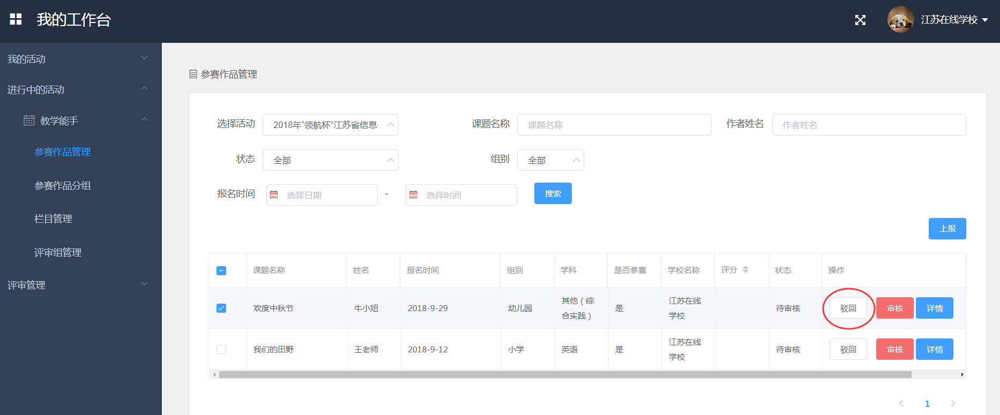 我的工作台
江苏在线学校
我的活动
进行中的活动
教学能手
参赛作品管理
参赛作品分组
栏目管理
评审组管理
评审管理
参赛作品管理
选择活动 2018年“领航杯”江苏省信息 课题名称 课题名称 作者姓名 作者姓名
状态 全部 组别 全部
报名时间 选择日期 - 选择时间 搜索
上报
课题名称 姓名 报名时间 组别 学科 是否参赛 学校名称 评分 状态 操作
欢度中秋节 牛小妞 2018-9-29 幼儿园 其他（综合实践） 是 江苏在线学校 待审核 驳回 审核 详情
我们的田野 王老师 2018-9-12 小学 英语 是 江苏在线学校 待审核 驳回 审核 详情
1